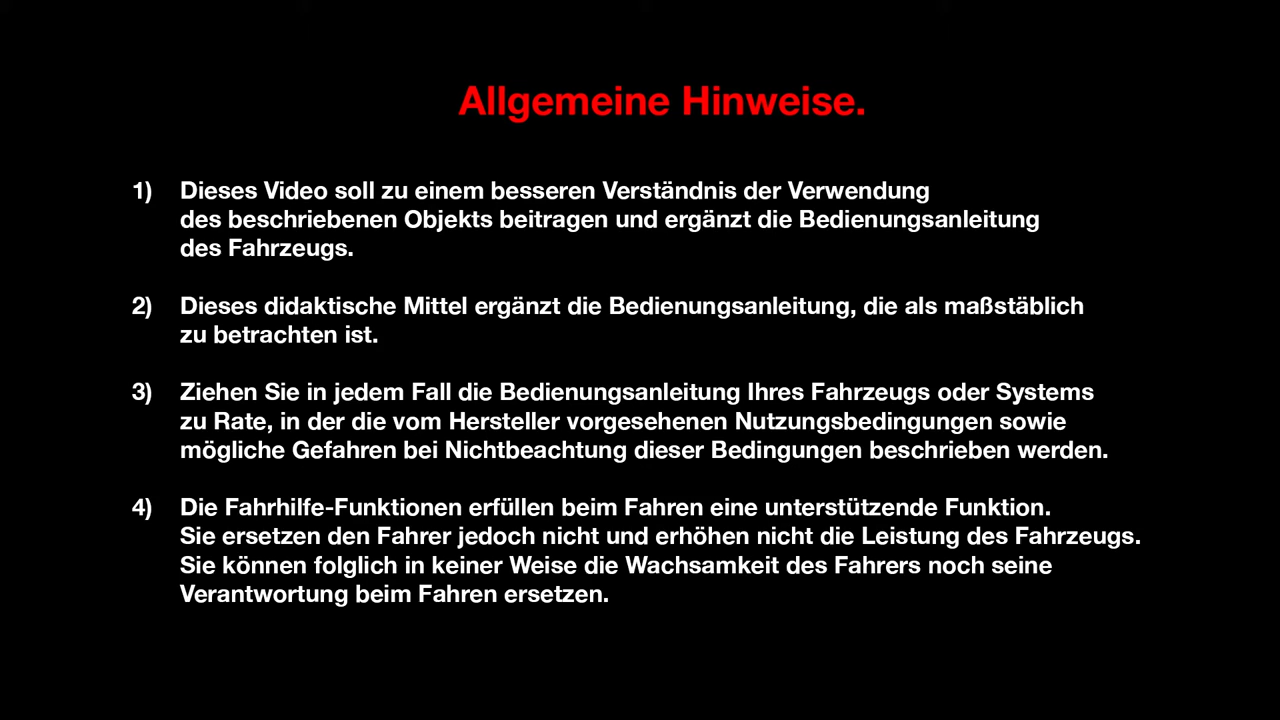 Allgemeine Hinweise.
1) Dieses Video soll zu einem besseren Verständnis der Verwendung
des beschriebenen Objekts beitragen und ergänzt die Bedienungsanleitung
des Fahrzeugs.
2) Dieses didaktische Mittel ergänzt die Bedienungsanleitung, die als maßstäblich
zu betrachten ist.
3) Ziehen Sie in jedem Fall die Bedienungsanleitung Ihres Fahrzeugs oder Systems
zu Rate, in der die vom Hersteller vorgesehenen Nutzungsbedingungen sowie
mögliche Gefahren bei Nichtbeachtung dieser Bedingungen beschrieben werden.
4) Die Fahrhilfe-Funktionen erfüllen beim Fahren eine unterstützende Funktion.
Sie ersetzen den Fahrer jedoch nicht und erhöhen nicht die Leistung des Fahrzeugs.
Sie können folglich in keiner Weise die Wachsamkeit des Fahrers noch seine
Verantwortung beim Fahren ersetzen.